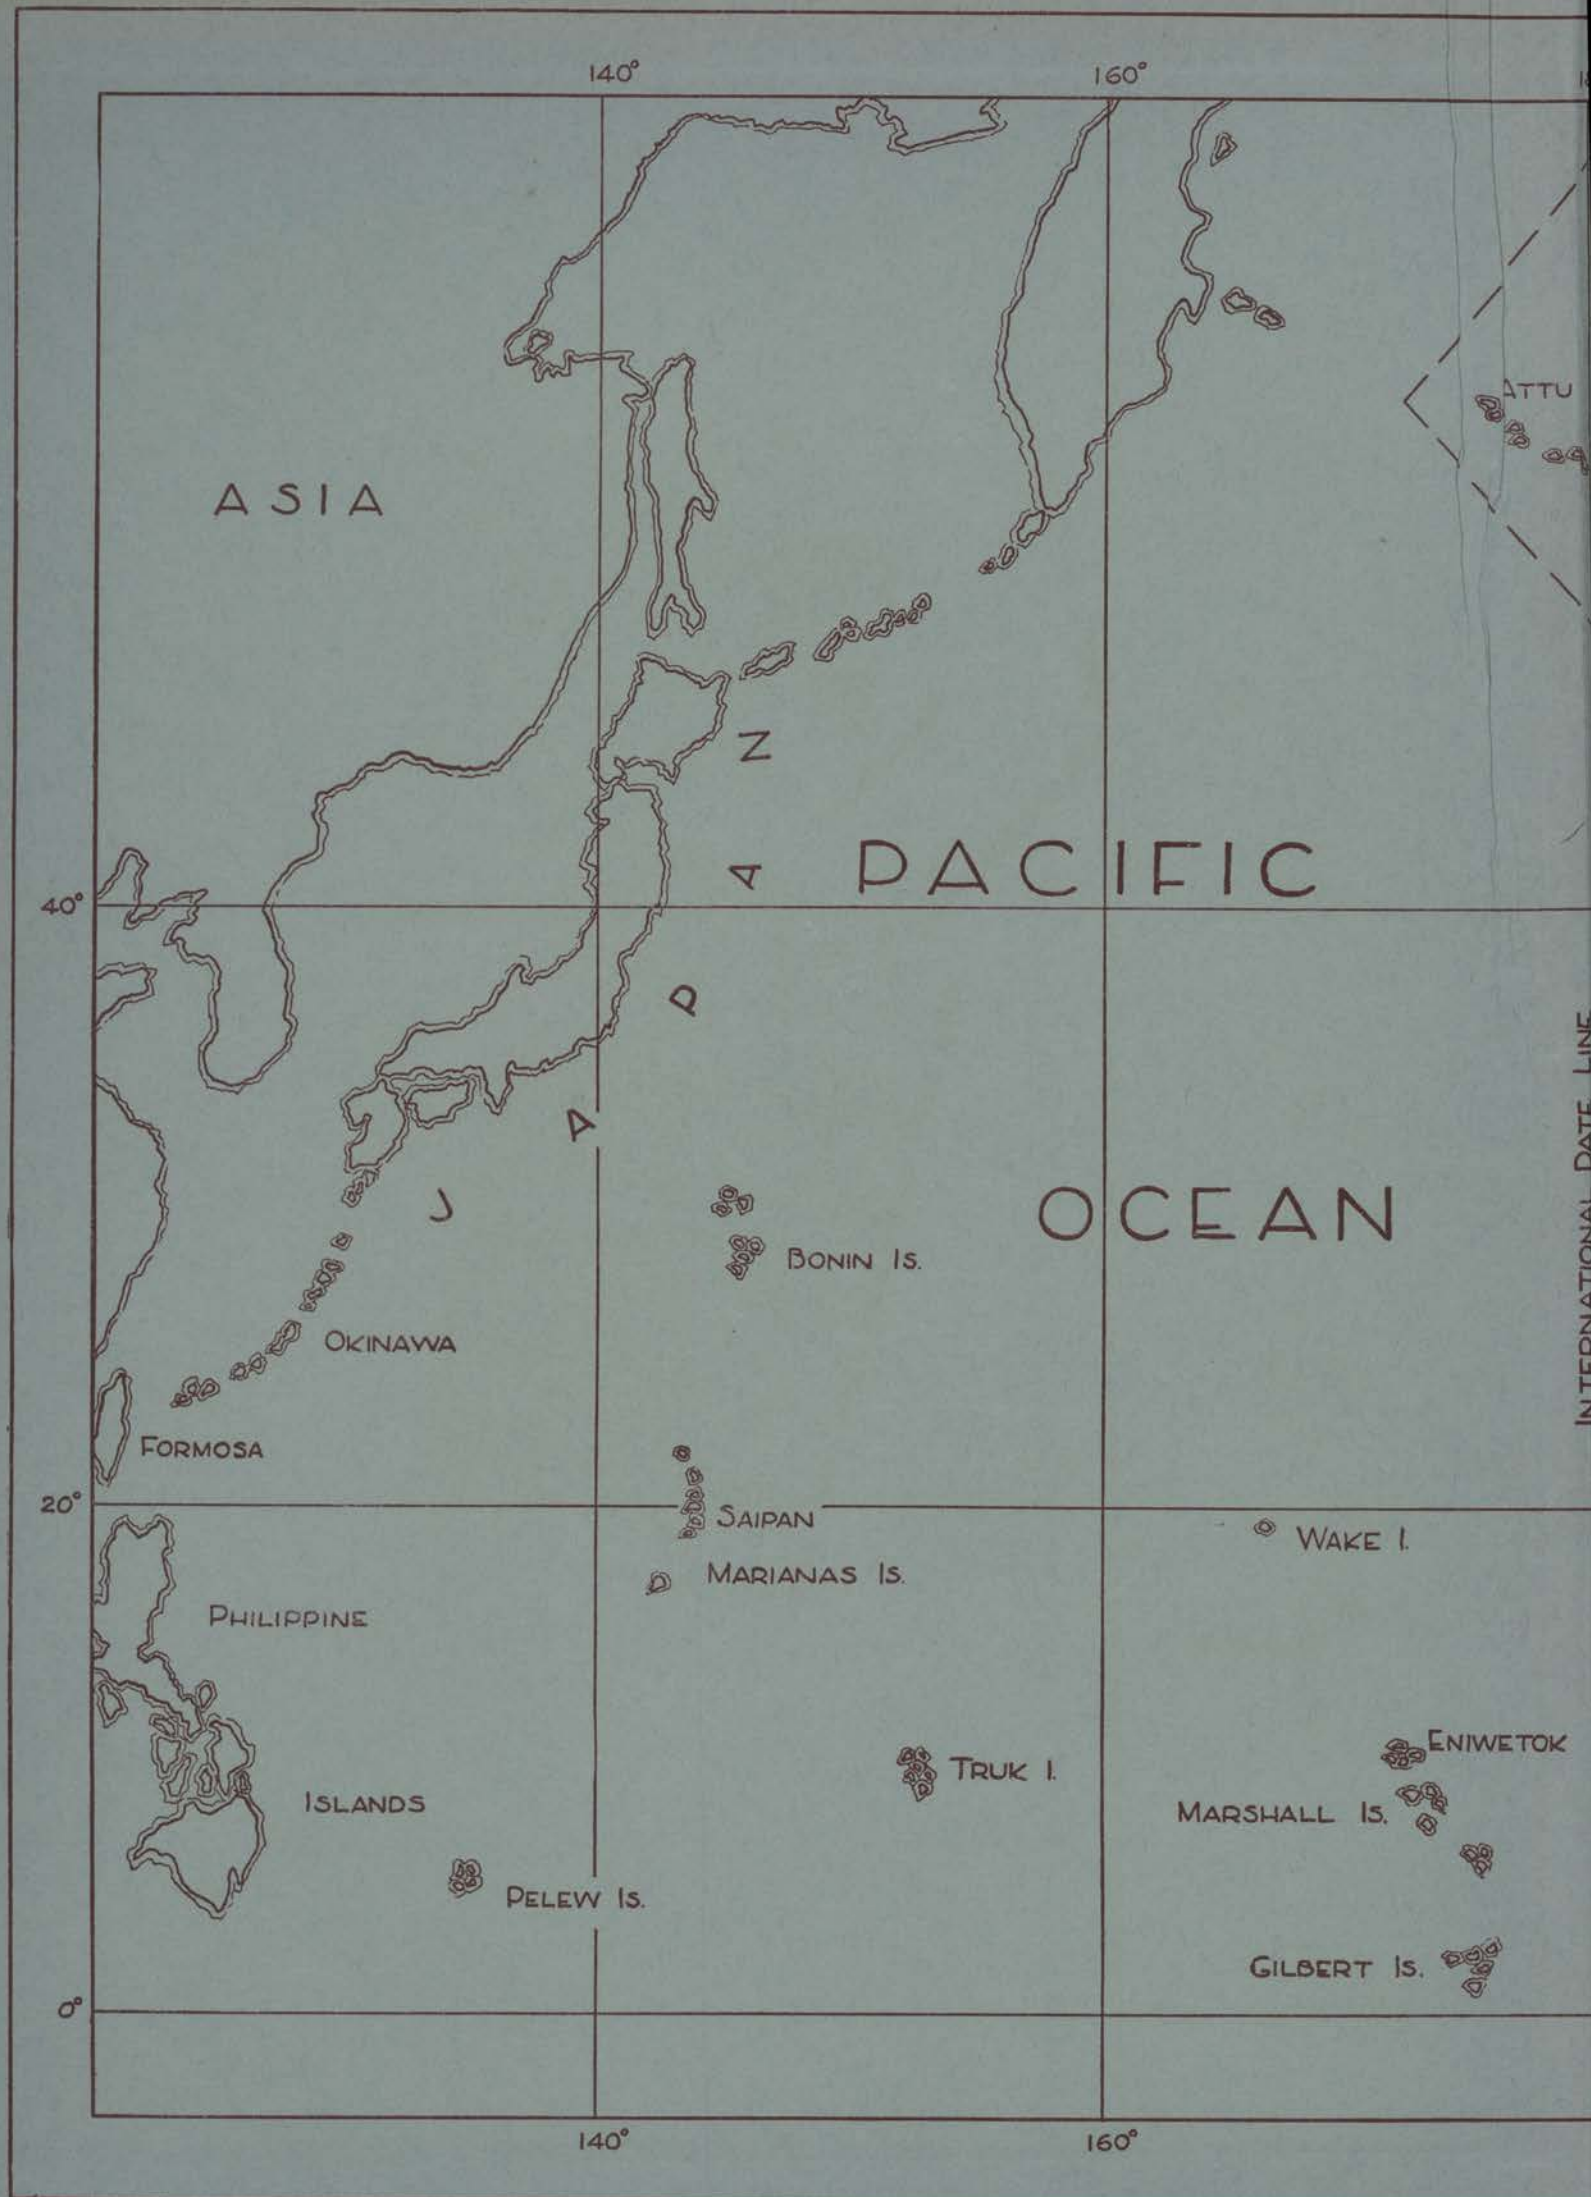 140° 160°
ATTU
ASIA
JAPAN
PACIFIC
40°
OCEAN
INTERNATIONAL DATE LINE
BONIN IS.
OKINAWA
FORMOSA
20°
SAIPAN
WAKE I.
MARIANAS IS.
PHILIPPINE
ISLANDS
ENIWETOK
TRUK I.
MARSHALL IS.
PELEW IS.
GILBERT IS.
0°
140° 160°